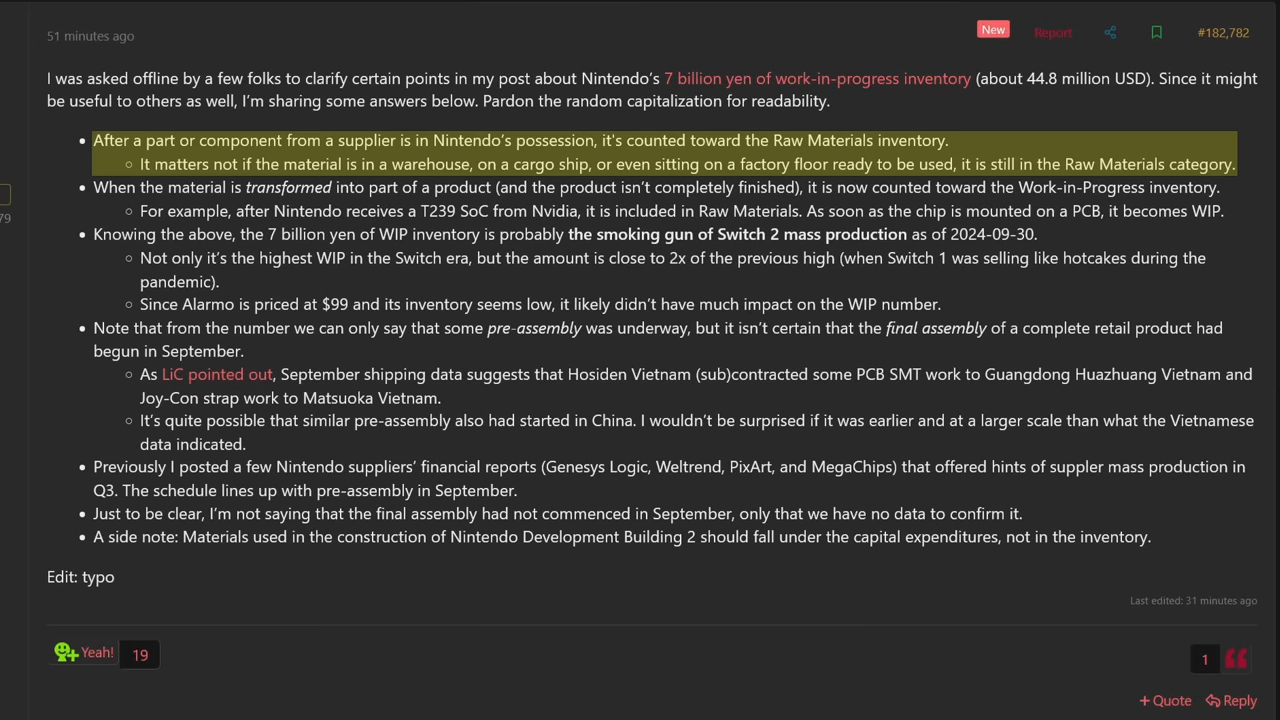 51 minutes ago
New
Report
#182,782
I was asked offline by a few folks to clarify certain points in my post about Nintendo's 7 billion yen of work-in-progress inventory (about 44.8 million USD). Since it might
be useful to others as well, I'm sharing some answers below. Pardon the random capitalization for readability.
After a part or component from a supplier is in Nintendo's possession, it's counted toward the Raw Materials inventory.
It matters not if the material is in a warehouse, on a cargo ship, or even sitting on a factory floor ready to be used, it is still in the Raw Materials category.
79
When the material is transformed into part of a product (and the product isn't completely finished), it is now counted toward the Work-in-Progress inventory.
For example, after Nintendo receives a T239 SoC from Nvidia, it is included in Raw Materials. As soon as the chip is mounted on a PCB, it becomes WIP.
Knowing the above, the 7 billion yen of WIP inventory is probably the smoking gun of Switch 2 mass production as of 2024-09-30.
Not only it's the highest WIP in the Switch era, but the amount is close to 2x of the previous high (when Switch 1 was selling like hotcakes during the
pandemic).
Since Alarmo is priced at $99 and its inventory seems low, it likely didn't have much impact on the WIP number.
Note that from the number we can only say that some pre-assembly was underway, but it isn't certain that the final assembly of a complete retail product had
begun in September.
As LiC pointed out, September shipping data suggests that Hosiden Vietnam (sub)contracted some PCB SMT work to Guangdong Huazhuang Vietnam and
Joy-Con strap work to Matsuoka Vietnam.
It's quite possible that similar pre-assembly also had started in China. I wouldn't be surprised if it was earlier and at a larger scale than what the Vietnamese
data indicated.
Previously I posted a few Nintendo suppliers' financial reports (Genesys Logic, Weltrend, PixArt, and MegaChips) that offered hints of suppler mass production in
Q3. The schedule lines up with pre-assembly in September.
Just to be clear, I'm not saying that the final assembly had not commenced in September, only that we have no data to confirm it.
A side note: Materials used in the construction of Nintendo Development Building 2 should fall under the capital expenditures, not in the inventory.
Edit: typo
Last edited: 31 minutes ago
Yeah! 19
1
+ Quote
Reply